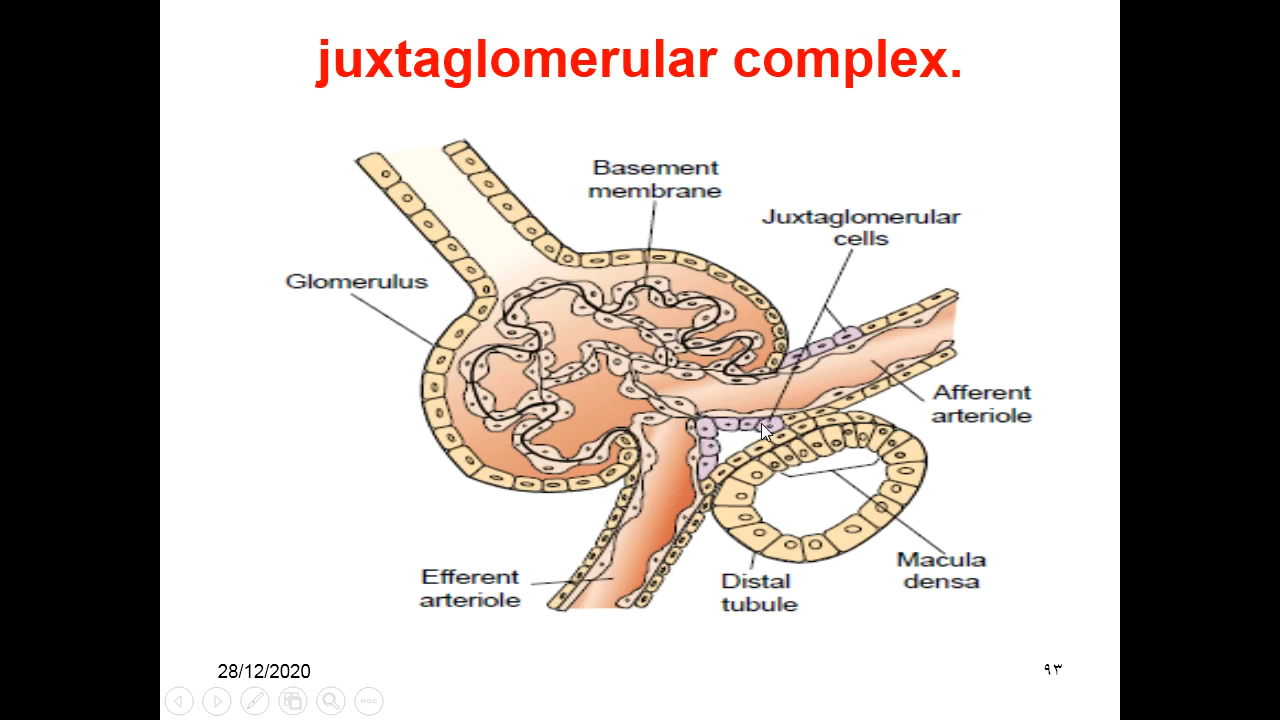 juxtaglomerular complex.
Basement
membrane
Juxtaglomerular
cells
Glomerulus
Afferent
arteriole
Macula
densa
Efferent
arteriole
Distal
tubule
28/12/2020
٩٣